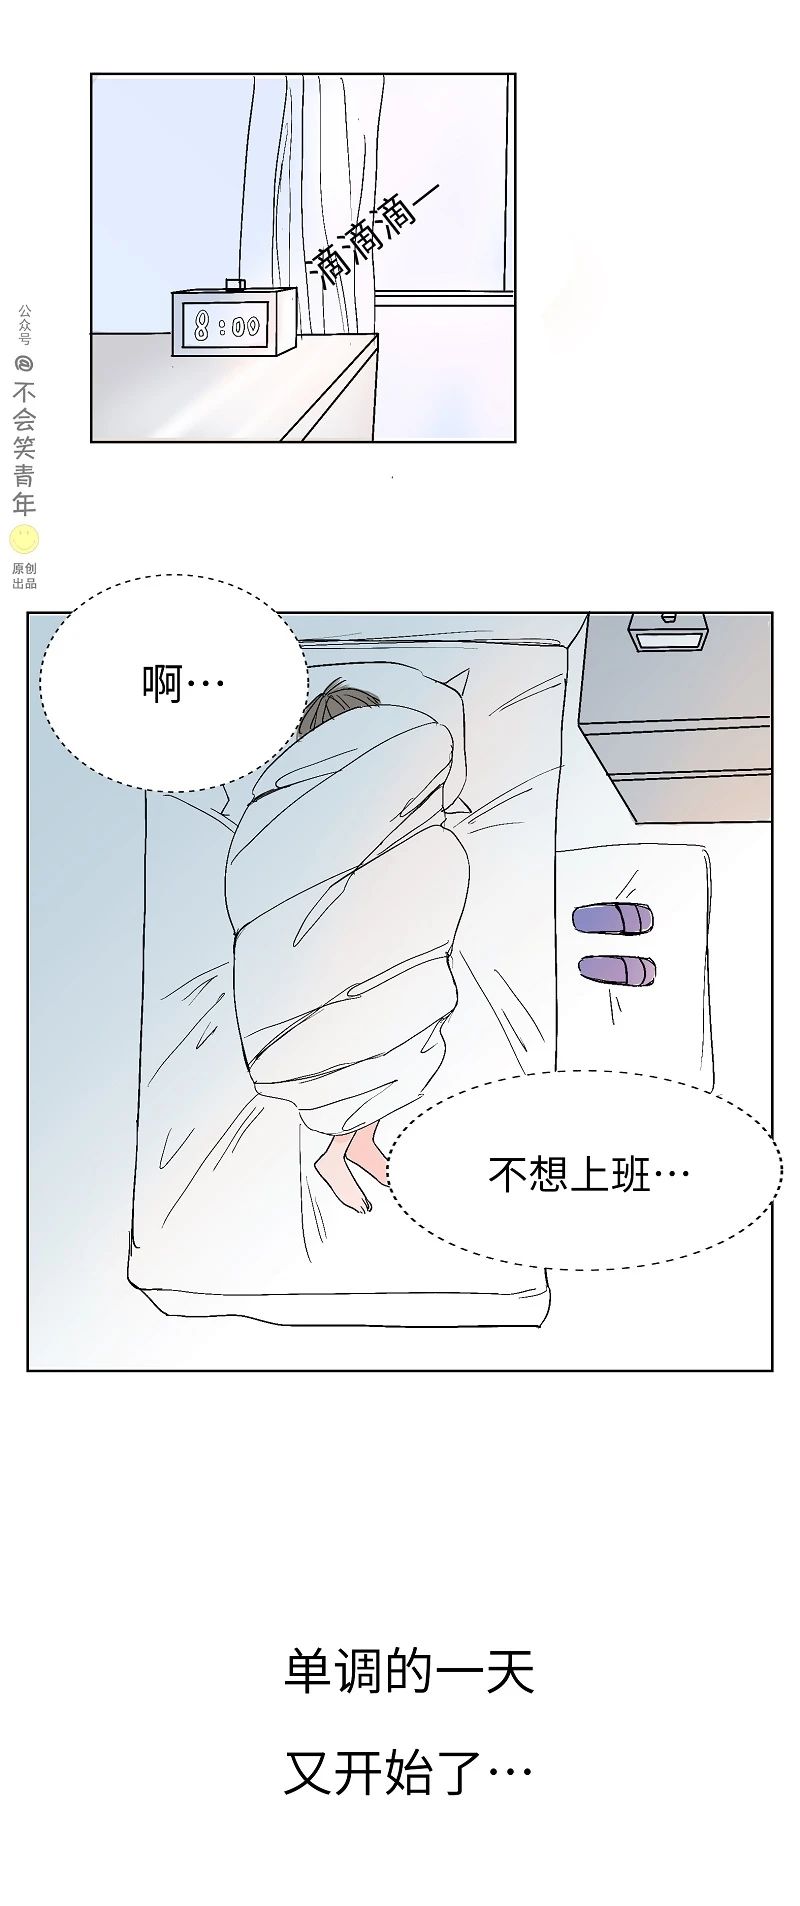 滴滴滴—
8:00
公众号
@不会笑青年
原创
出品
啊…
不想上班…
单调的一天
又开始了…